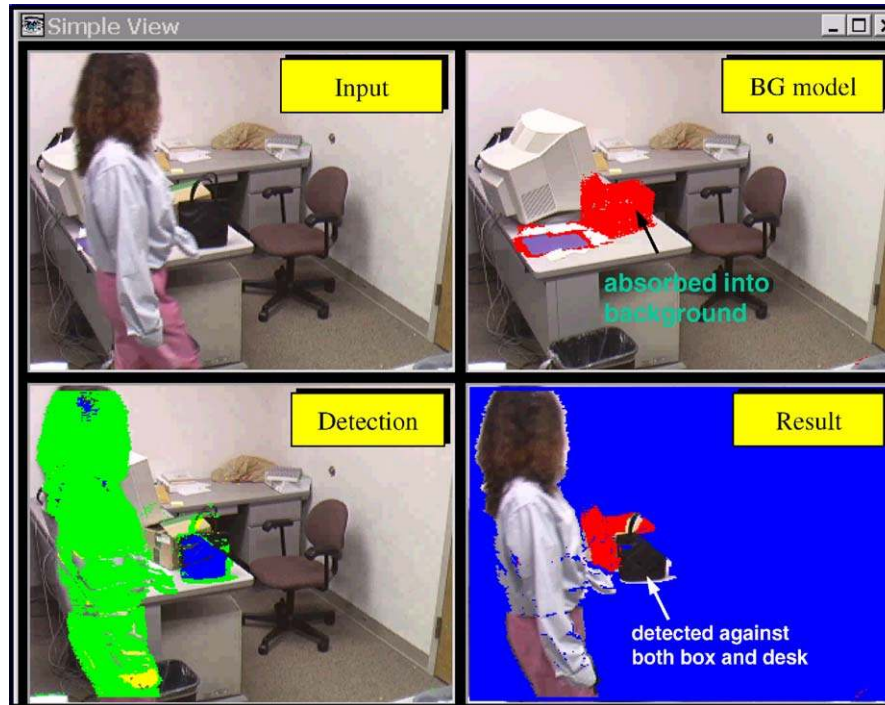 Simple View
Input
BG model
absorbed into
background
Detection
Result
detected against
both box and desk